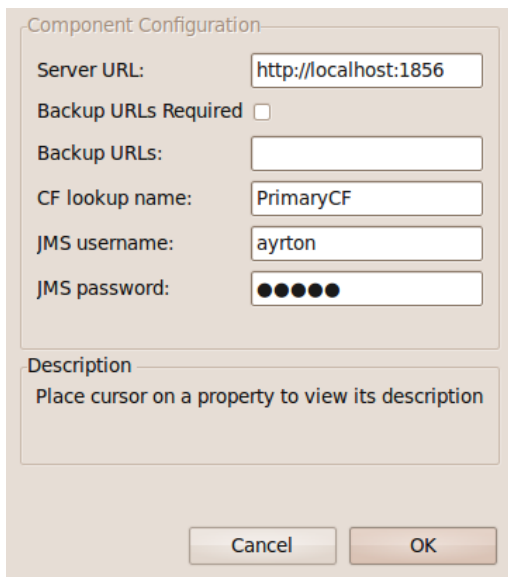 Component Configuration
Server URL: http://localhost:1856
Backup URLs Required
Backup URLs:
CF lookup name: PrimaryCF
JMS username: ayrton
JMS password: ●●●●●
Description
Place cursor on a property to view its description
Cancel OK